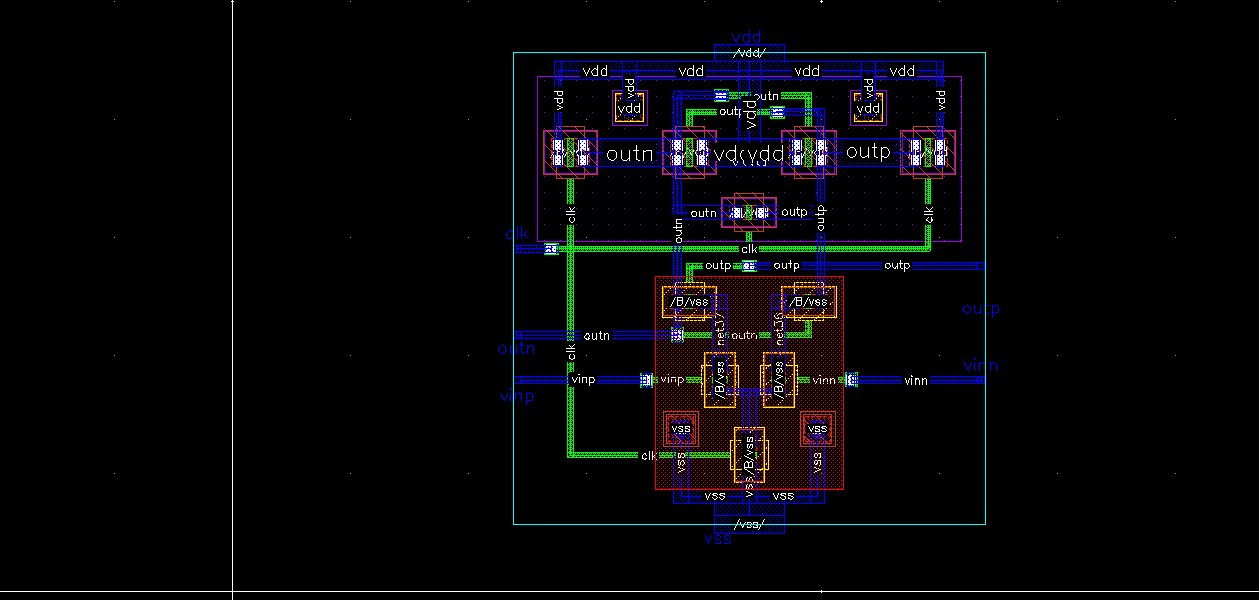 vdd
/vdd/
vdd vdd vdd vdd
vdd vdd vdd vdd
vdd vdd
outn
outp vdd
outn vdd outp
outn outp
clk outn outp clk
clk
clk
outp outp outp
/B/vss /B/vss
outp
outn outn
net37 net36
outn
clk
vinn
vinp vinp vinn vinn
/B/vss /B/vss
vinp
vss vss
clk
/B/vss
vss vss vss
vss vss
/vss/
vss